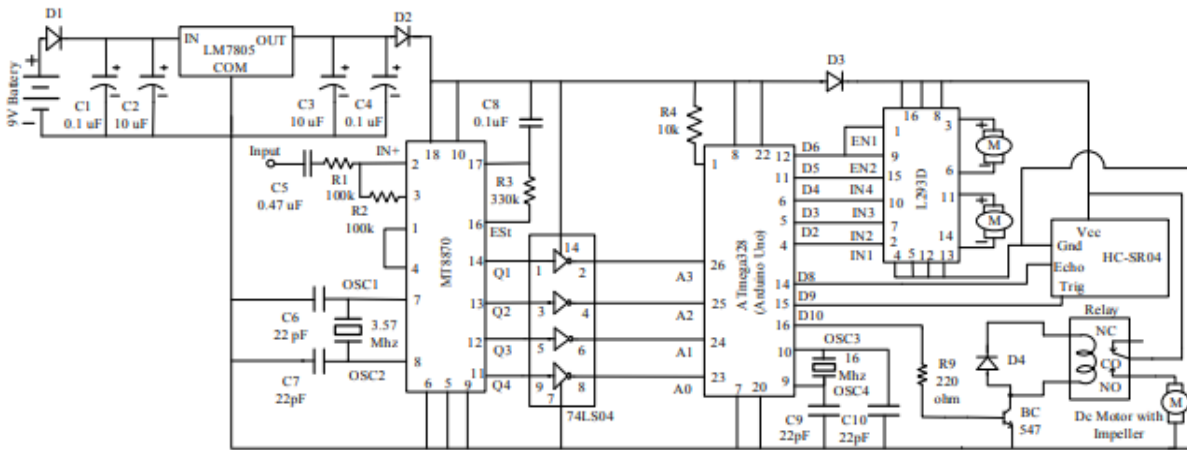 D1
D2
IN
OUT
LM7805
COM
9V Battery
+
−
C1
0.1 uF
C2
10 uF
C3
10 uF
C4
0.1 uF
C8
0.1uF
D3
R4
10k
Input
C5
0.47 uF
R1
100k
R2
100k
IN+
2
3
1
4
7
8
18
10
17
16
14
13
12
11
6
5
9
MT8870
R3
330k
ESt
Q1
Q2
Q3
Q4
OSC1
OSC2
3.57
Mhz
C6
22 pF
C7
22pF
14
1
2
3
4
5
6
9
8
7
74LS04
A3
A2
A1
A0
1
8
22
26
25
24
23
7
20
12
11
6
5
4
14
15
16
10
9
ATmega328
(Arduino Uno)
D6
D5
D4
D3
D2
D8
D9
D10
EN1
EN2
IN4
IN3
IN2
IN1
16
8
1
9
15
10
7
2
3
6
11
14
4
5
12
13
L293D
+
M
−
+
M
−
Vcc
Gnd
Echo
Trig
HC-SR04
OSC3
16
Mhz
OSC4
C9
22pF
C10
22pF
R9
220
ohm
D4
BC
547
Relay
NC
CO
NO
M
Dc Motor with
Impeller